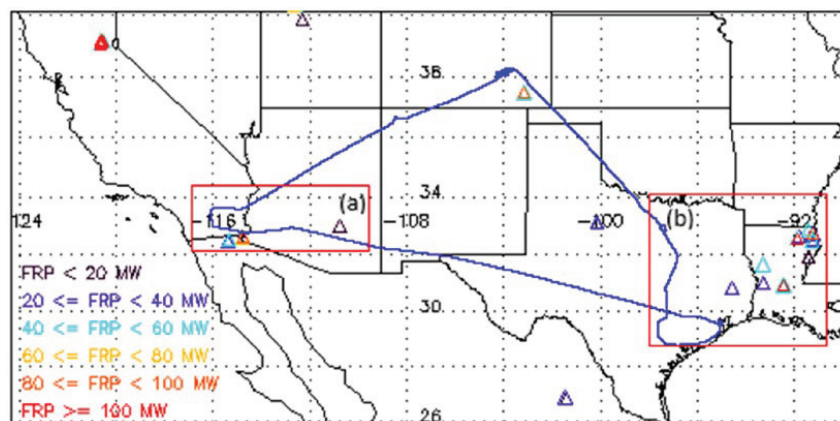 38
34
(a)
(b)
-124
-116
-108
-100
-92
FRP < 20 MW
20 <= FRP < 40 MW
30
40 <= FRP < 60 MW
60 <= FRP < 80 MW
80 <= FRP < 100 MW
FRP >= 100 MW
26